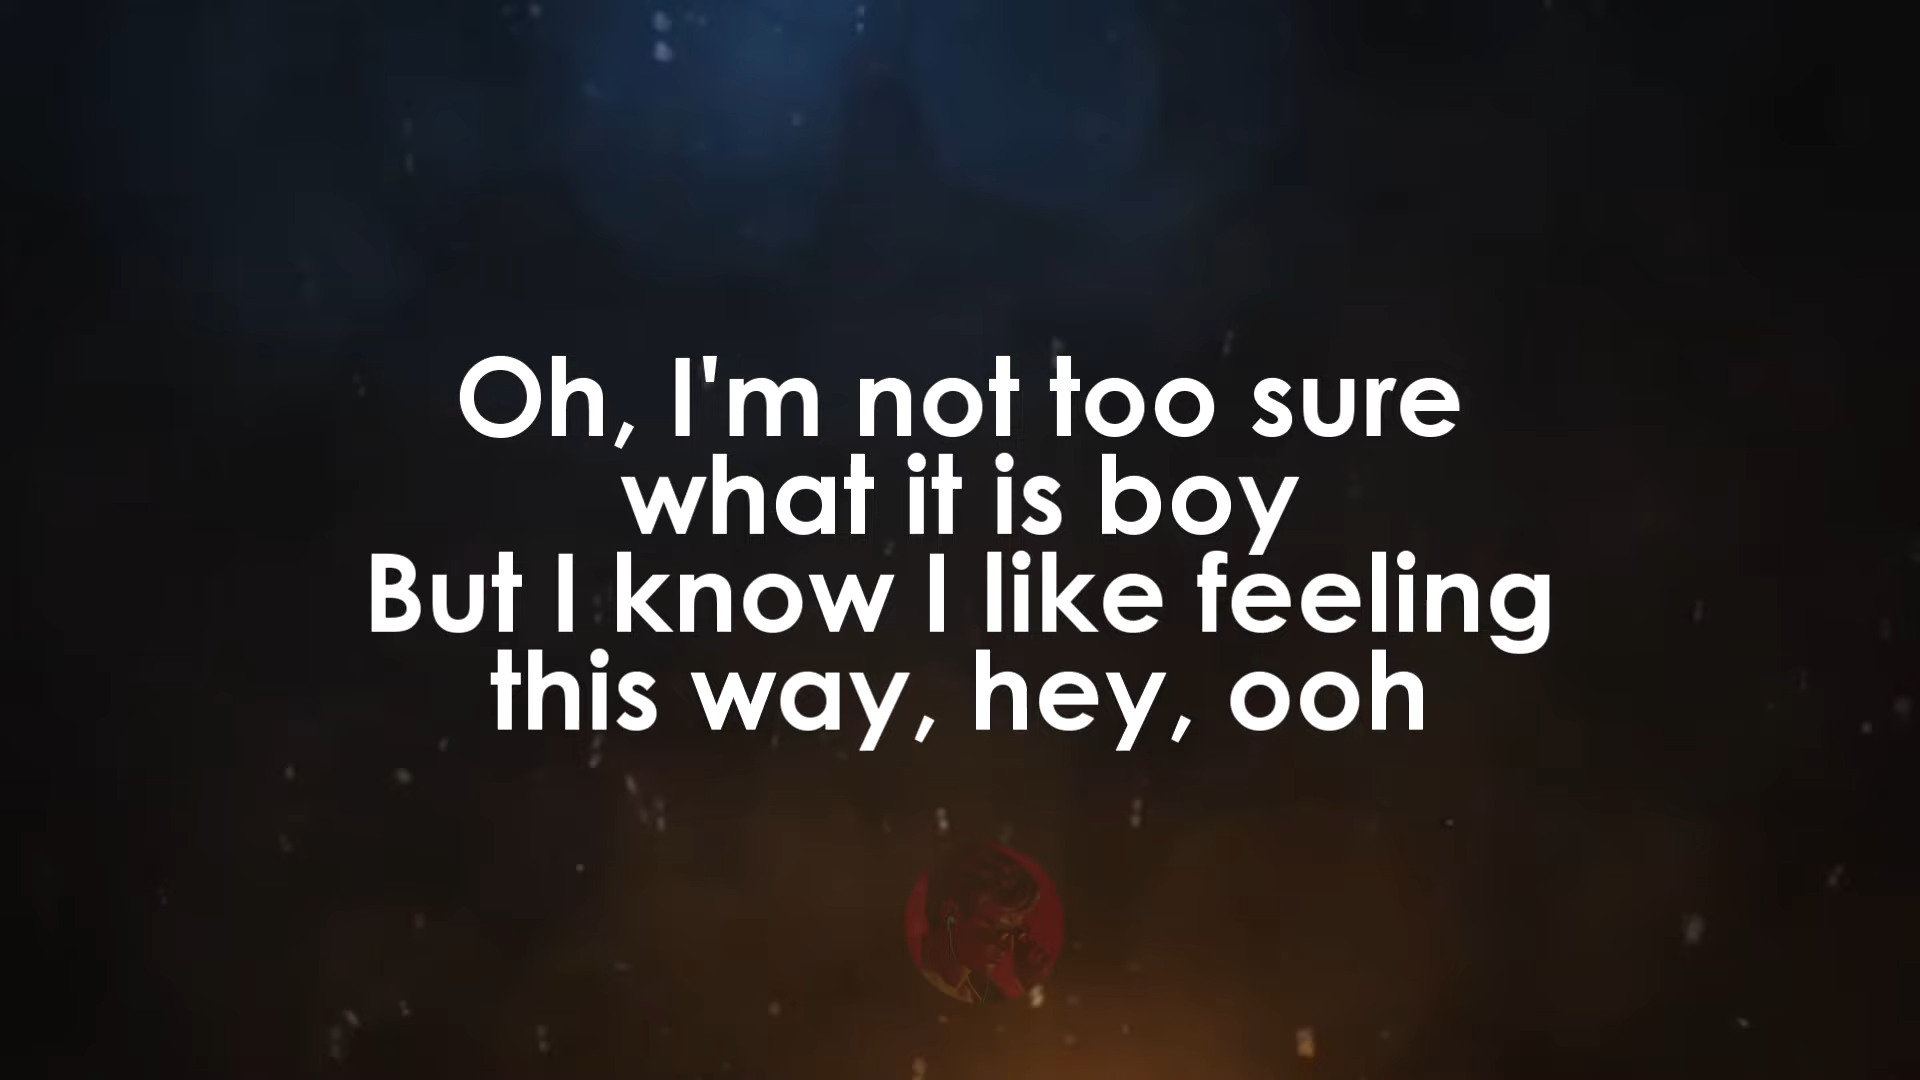 Oh, I'm not too sure
what it is boy
But I know I like feeling
this way, hey, ooh